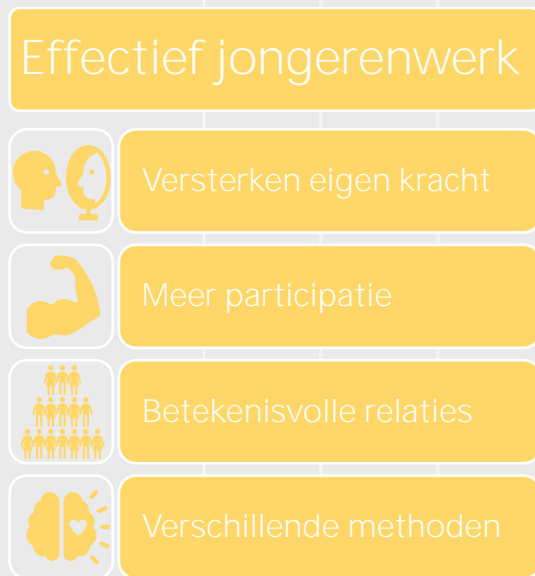 Effectief jongerenwerk
Versterken eigen kracht
Meer participatie
Betekenisvolle relaties
Verschillende methoden